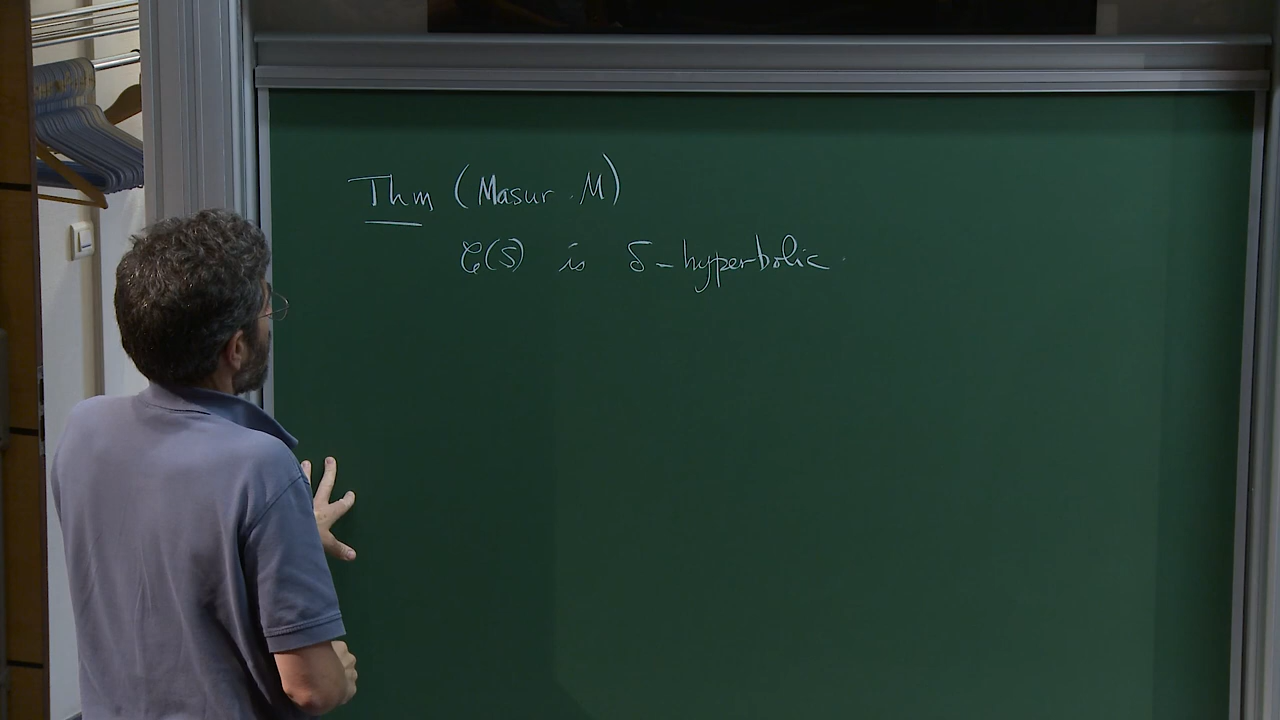 Thm (Masur . M)
𝒞(S) is δ-hyperbolic.